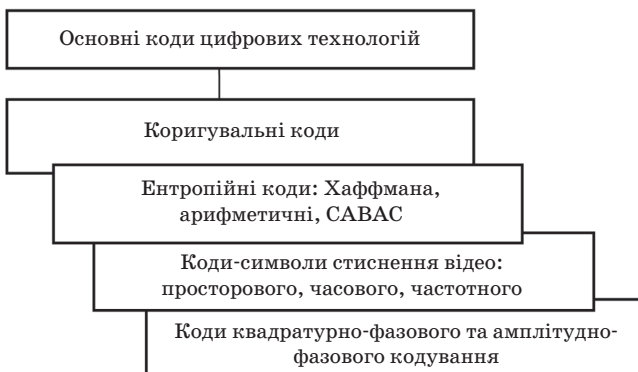 Основні коди цифрових технологій
Коригувальні коди
Ентропійні коди: Хаффмана,
арифметичні, CABAC
Коди-символи стиснення відео:
просторового, часового, частотного
Коди квадратурно-фазового та амплітудно-
фазового кодування